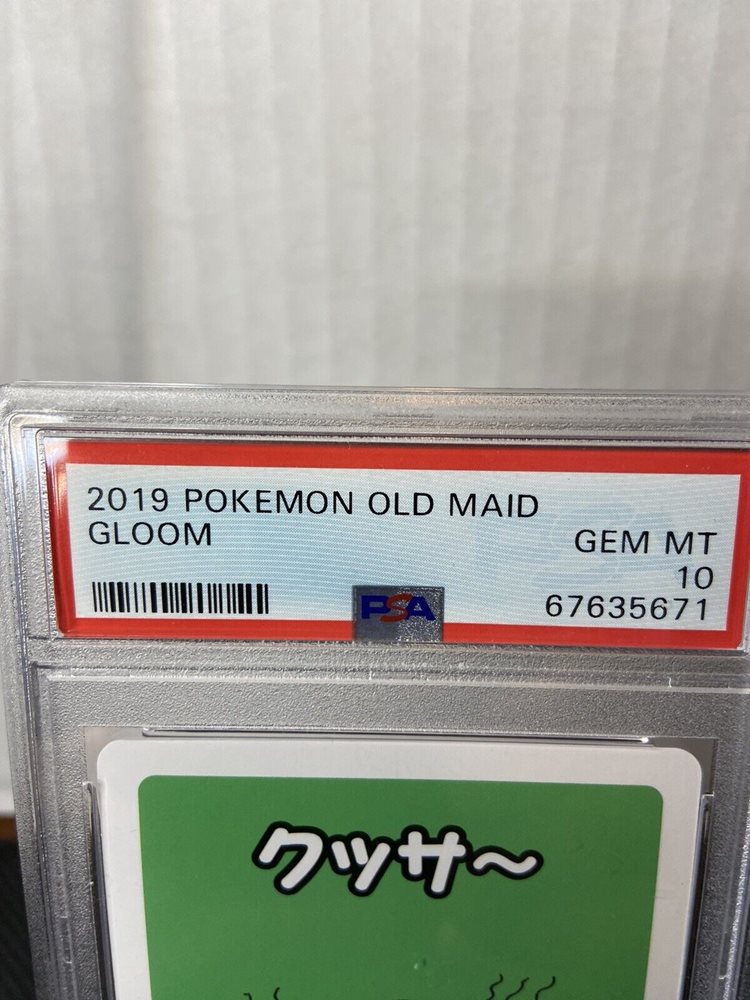 2019 POKEMON OLD MAID
GLOOM
GEM MT
10
PSA
67635671
クッサ〜